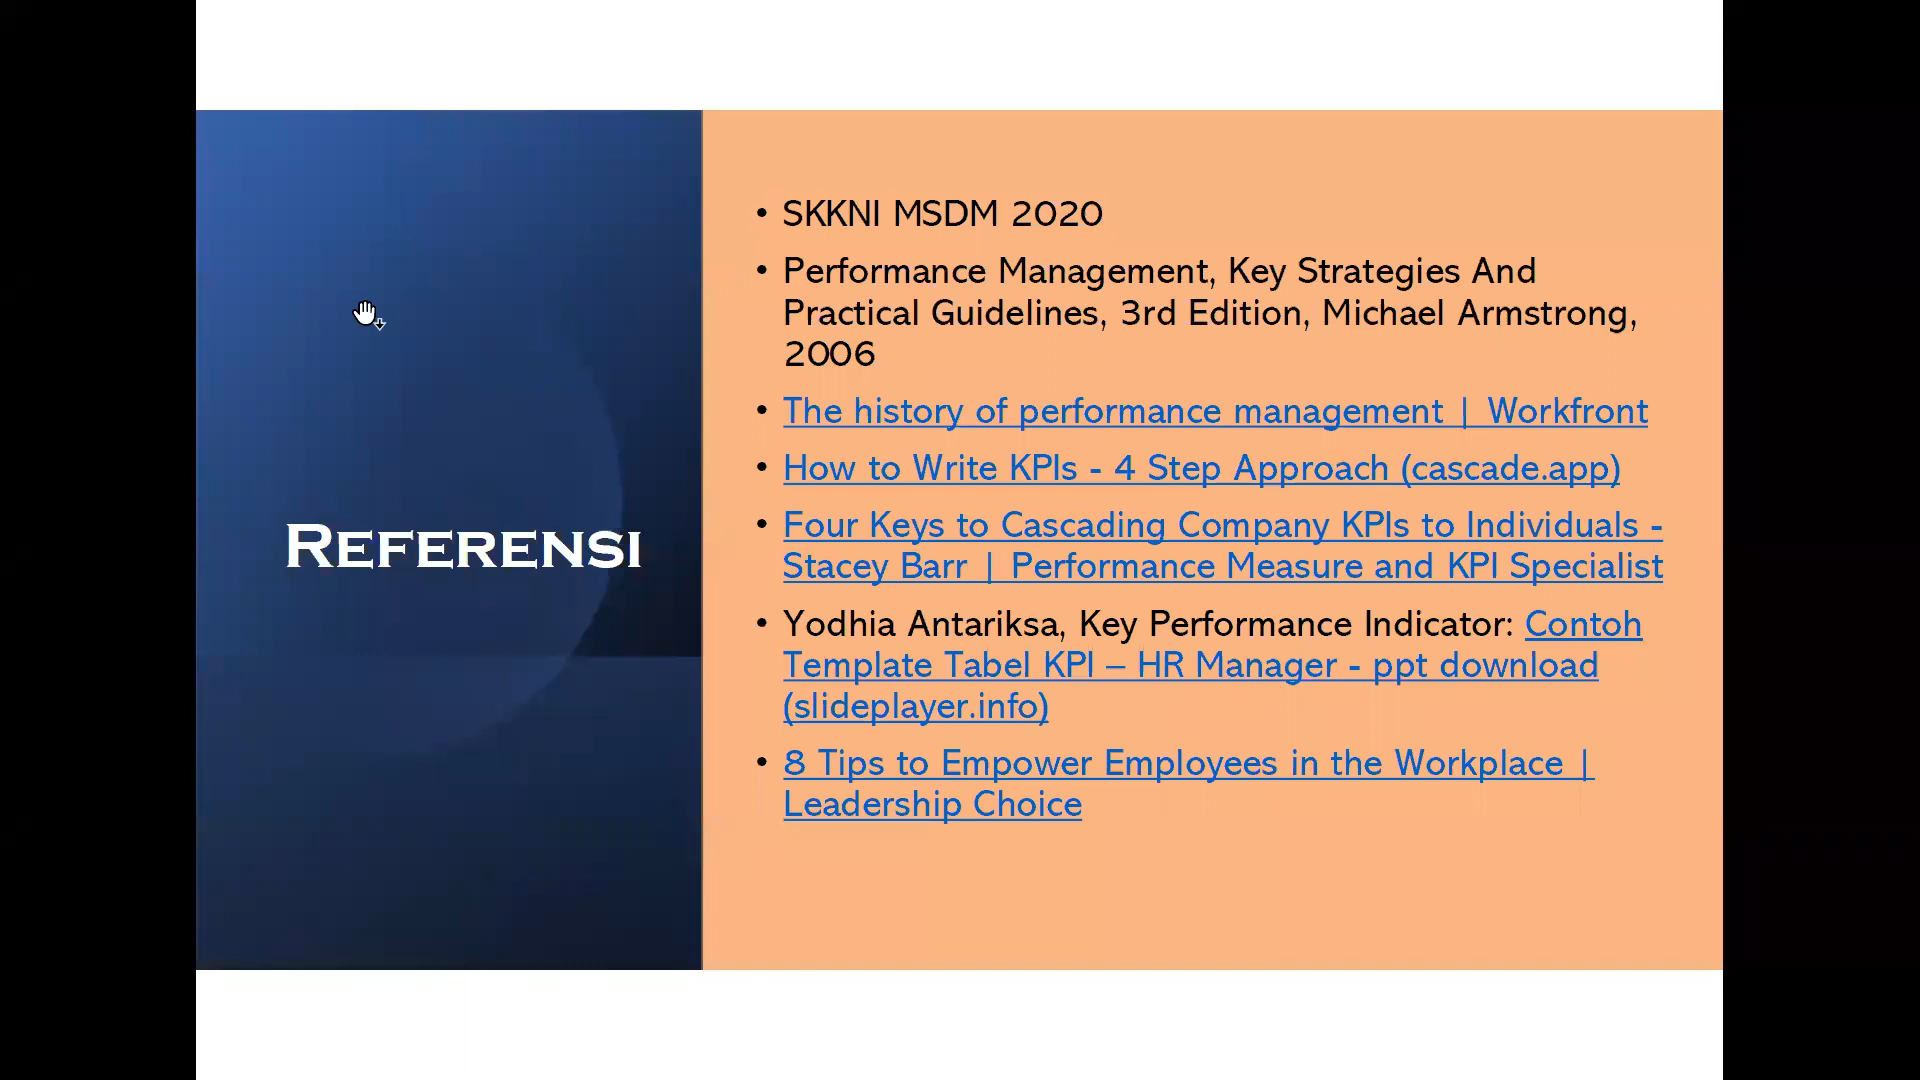 REFERENSI
• SKKNI MSDM 2020
• Performance Management, Key Strategies And
Practical Guidelines, 3rd Edition, Michael Armstrong,
2006
• The history of performance management | Workfront
• How to Write KPIs - 4 Step Approach (cascade.app)
• Four Keys to Cascading Company KPIs to Individuals -
Stacey Barr | Performance Measure and KPI Specialist
• Yodhia Antariksa, Key Performance Indicator: Contoh
Template Tabel KPI – HR Manager - ppt download
(slideplayer.info)
• 8 Tips to Empower Employees in the Workplace |
Leadership Choice